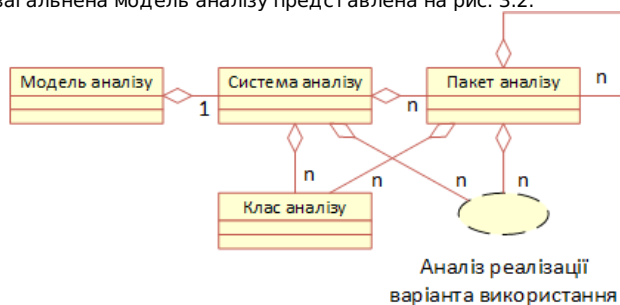 загальнена модель аналізу представлена на рис. 3.2.
Модель аналізу
Система аналізу
Пакет аналізу
n
1
n
n
n
n
n
Клас аналізу
Аналіз реалізації
варіанта використання